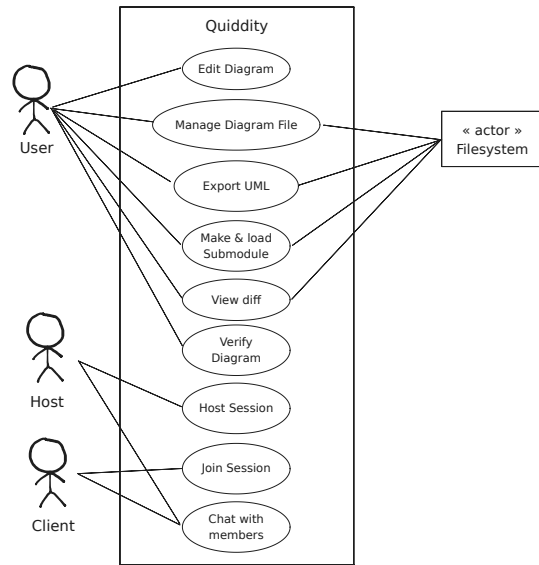 Quiddity
Edit Diagram
Manage Diagram File
User
« actor »
Filesystem
Export UML
Make & load
Submodule
View diff
Verify
Diagram
Host
Host Session
Join Session
Client
Chat with
members